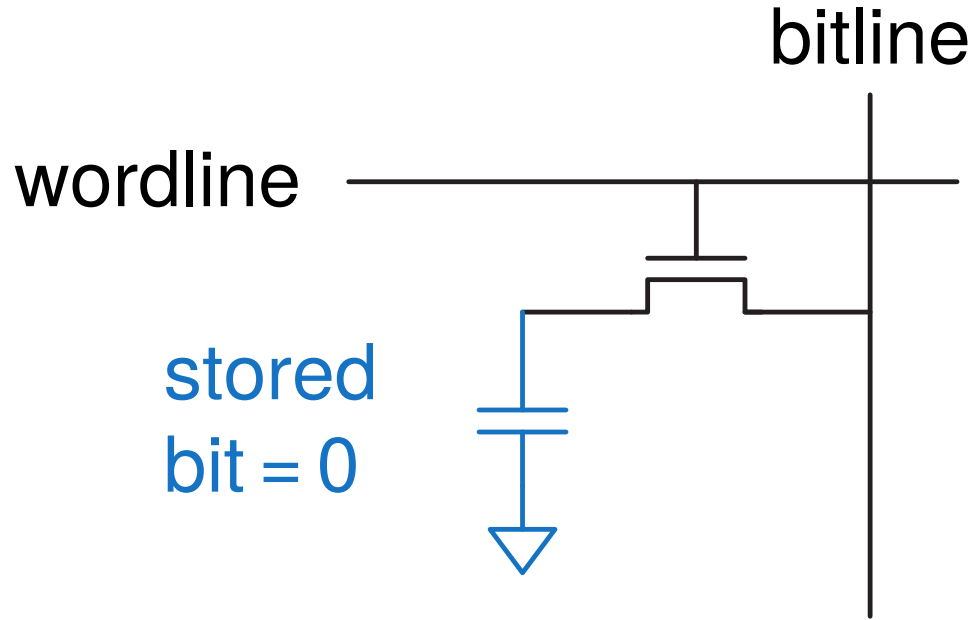 bitline
wordline
stored
bit = 0